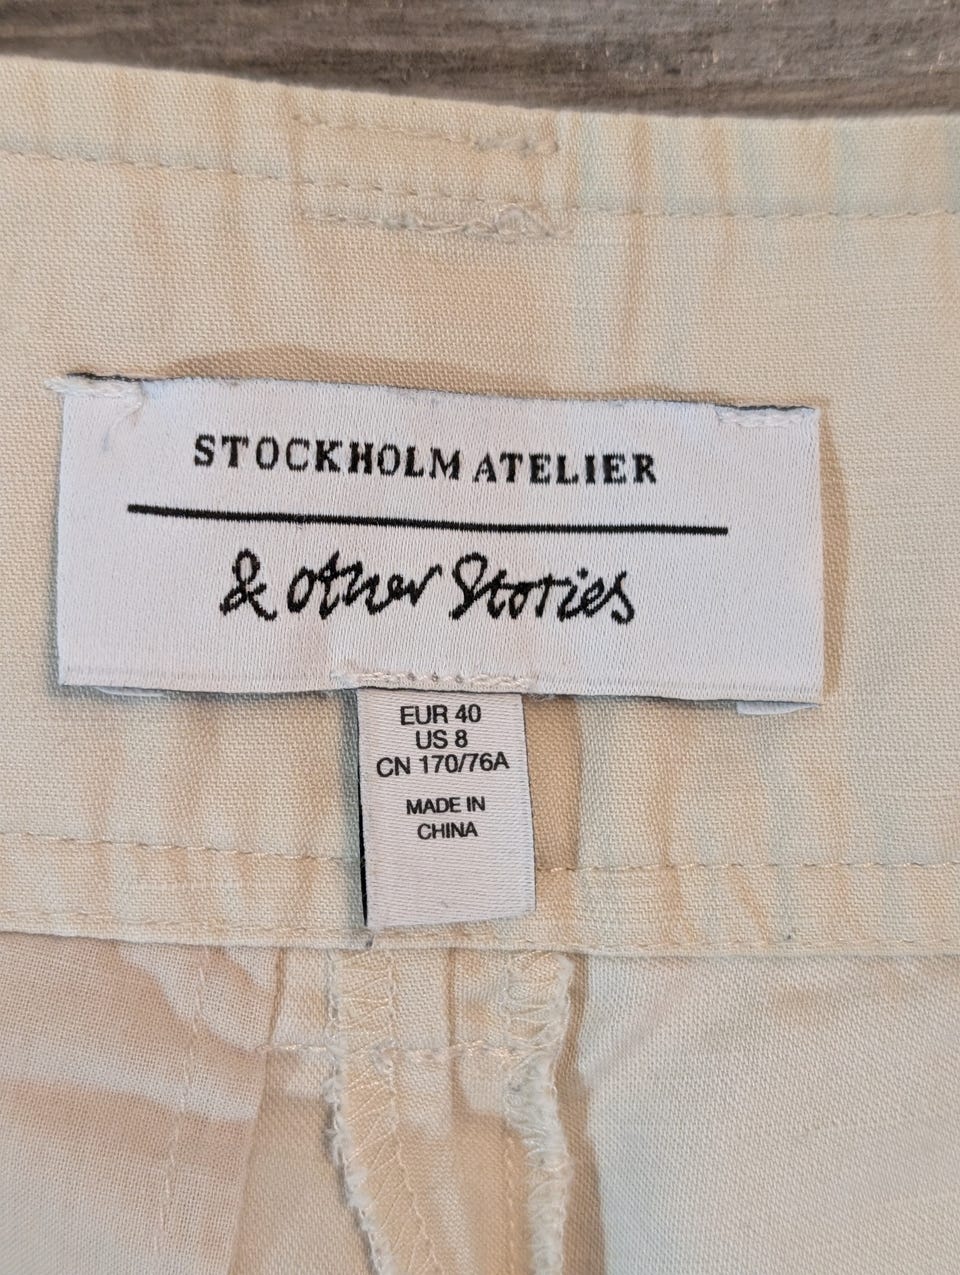 STOCKHOLM ATELIER
& other Stories
EUR 40
US 8
CN 170/76A
MADE IN
CHINA